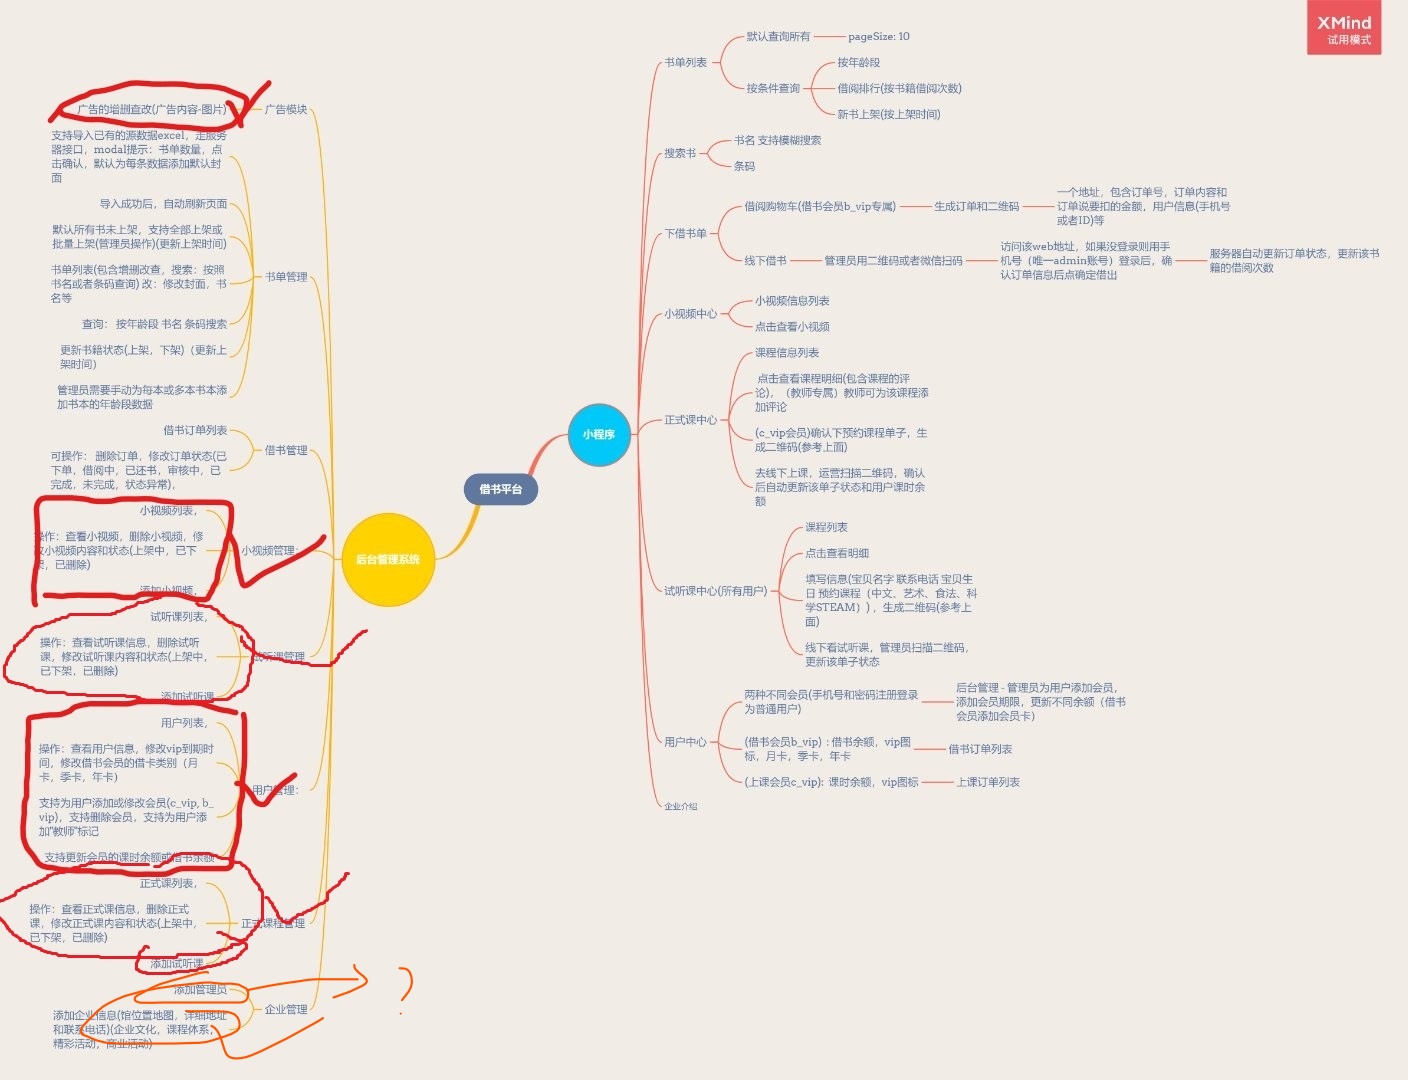 XMind
试用模式
借书平台
小程序
书单列表
默认查询所有
pageSize: 10
按条件查询
按年龄段
借阅排行(按书籍借阅次数)
新书上架(按上架时间)
搜索书
书名 支持模糊搜索
条码
下借书单
借阅购物车(借书会员b_vip专属)
生成订单和二维码
一个地址，包含订单号，订单内容和
订单说要扣的金额，用户信息(手机号
或者ID)等
线下借书
管理员用二维码或者微信扫码
访问该web地址，如果没登录则用手
机号（唯一admin账号）登录后，确
认订单信息后点确定借出
服务器自动更新订单状态，更新该书
籍的借阅次数
小视频中心
小视频信息列表
点击查看小视频
正式课中心
课程信息列表
点击查看课程明细(包含课程的评
论)，（教师专属）教师可为该课程添
加评论
(c_vip会员)确认下预约课程单子，生
成二维码(参考上面)
去线下上课，运营扫描二维码，确认
后自动更新该单子状态和用户课时余
额
试听课中心(所有用户)
课程列表
点击查看明细
填写信息(宝贝名字 联系电话 宝贝生
日 预约课程（中文、艺术、食法、科
学STEAM）)，生成二维码(参考上
面)
线下看试听课，管理员扫描二维码，
更新该单子状态
用户中心
两种不同会员(手机号和密码注册登录
为普通用户)
后台管理 - 管理员为用户添加会员，
添加会员期限，更新不同余额（借书
会员添加会员卡）
(借书会员b_vip)：借书余额，vip图
标，月卡，季卡，年卡
借书订单列表
(上课会员c_vip)：课时余额，vip图标
上课订单列表
企业介绍
后台管理系统
广告模块
广告的增删查改(广告内容-图片)
书单管理
支持导入已有的源数据excel，走服务
器接口，modal提示：书单数量，点
击确认，默认为每条数据添加默认封
面
导入成功后，自动刷新页面
默认所有书未上架，支持全部上架或
批量上架(管理员操作)(更新上架时间)
书单列表(包含增删改查，搜索：按照
书名或者条码查询) 改：修改封面，书
名等
查询： 按年龄段 书名 条码搜索
更新书籍状态(上架，下架)（更新上
架时间）
管理员需要手动为每本或多本书本添
加书本的年龄段数据
借书管理
借书订单列表
可操作： 删除订单，修改订单状态(已
下单，借阅中，已还书，审核中，已
完成，未完成，状态异常)，
小视频管理：
小视频列表，
操作：查看小视频，删除小视频，修
改小视频内容和状态(上架中，已下
架，已删除)
添加小视频，
试听课管理
试听课列表，
操作：查看试听课信息，删除试听
课，修改试听课内容和状态(上架中，
已下架，已删除)
添加试听课
用户管理：
用户列表，
操作：查看用户信息，修改vip到期时
间，修改借书会员的借卡类别（月
卡，季卡，年卡）
支持为用户添加或修改会员(c_vip, b_
vip)，支持删除会员，支持为用户添
加"教师"标记
支持更新会员的课时余额或借书余额
正式课程管理
正式课列表，
操作：查看正式课信息，删除正式
课，修改正式课内容和状态(上架中，
已下架，已删除)
添加试听课
企业管理
添加管理员
添加企业信息(馆位置地图，详细地址
和联系电话)(企业文化，课程体系，
精彩活动，商业活动)
?